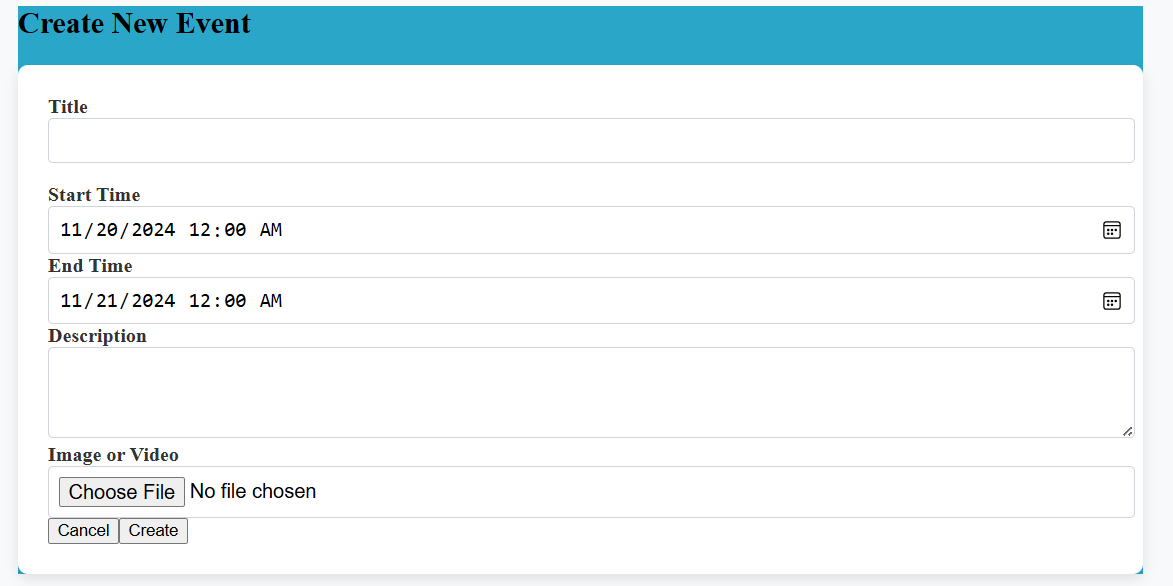 Create New Event
Title
Start Time
11/20/2024 12:00 AM
End Time
11/21/2024 12:00 AM
Description
Image or Video
Choose File No file chosen
Cancel Create